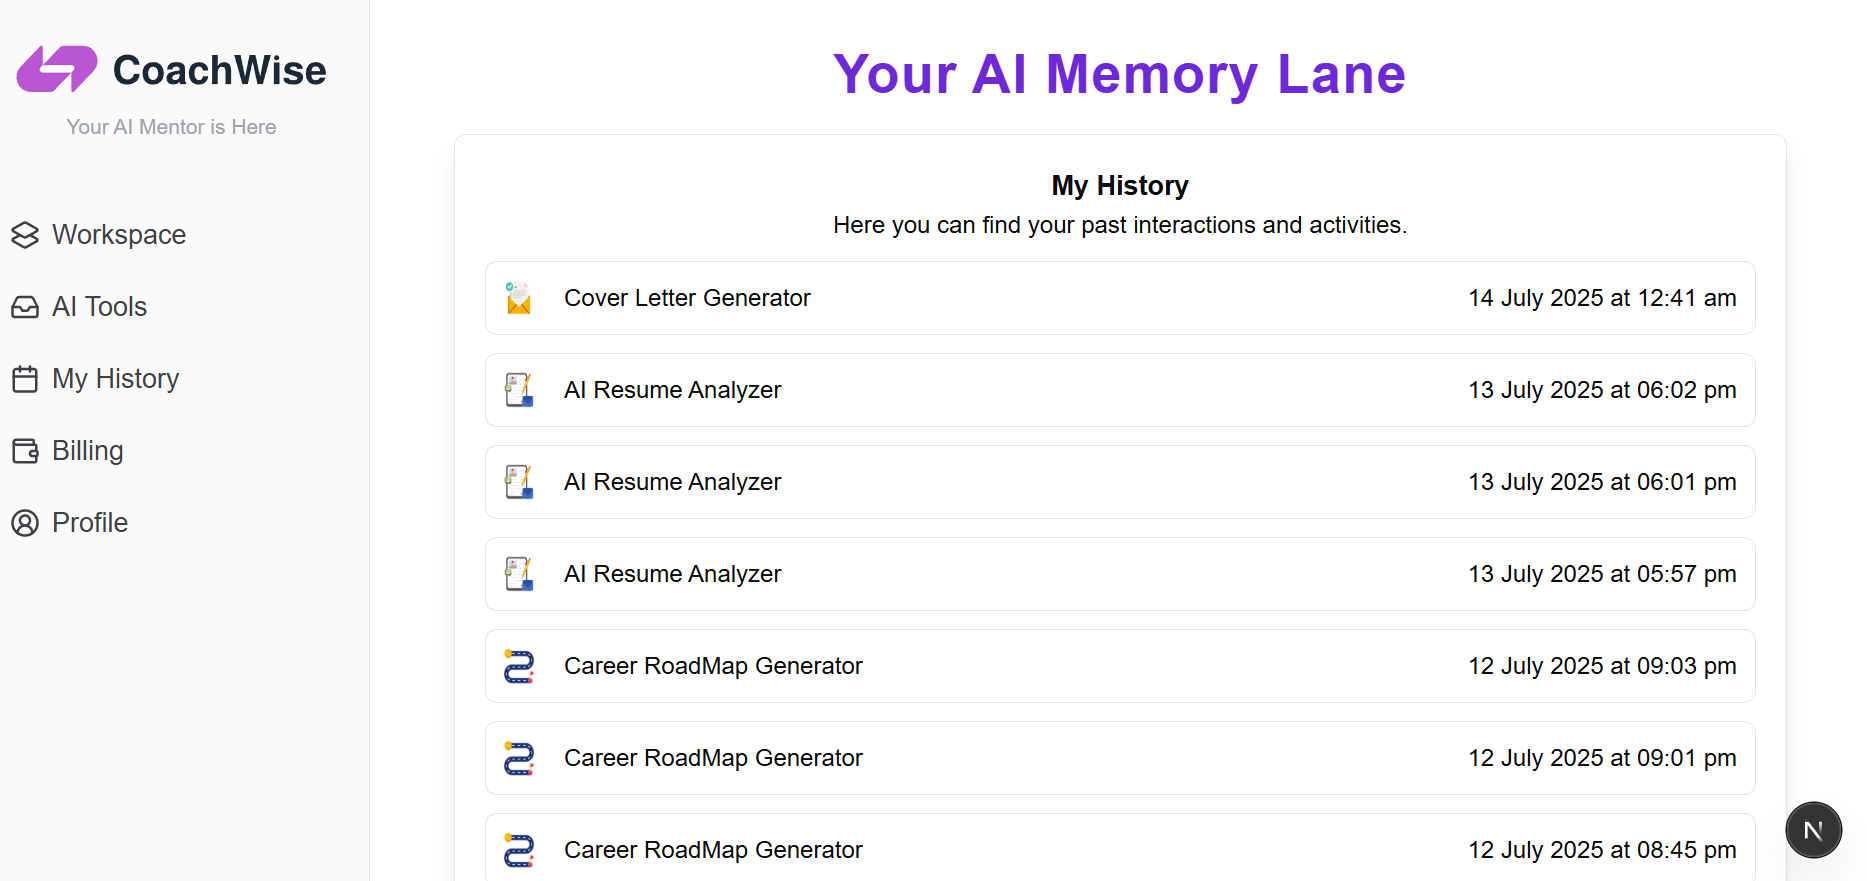 CoachWise
Your AI Mentor is Here
Workspace
AI Tools
My History
Billing
Profile
Your AI Memory Lane
My History
Here you can find your past interactions and activities.
Cover Letter Generator 14 July 2025 at 12:41 am
AI Resume Analyzer 13 July 2025 at 06:02 pm
AI Resume Analyzer 13 July 2025 at 06:01 pm
AI Resume Analyzer 13 July 2025 at 05:57 pm
Career RoadMap Generator 12 July 2025 at 09:03 pm
Career RoadMap Generator 12 July 2025 at 09:01 pm
Career RoadMap Generator 12 July 2025 at 08:45 pm
N